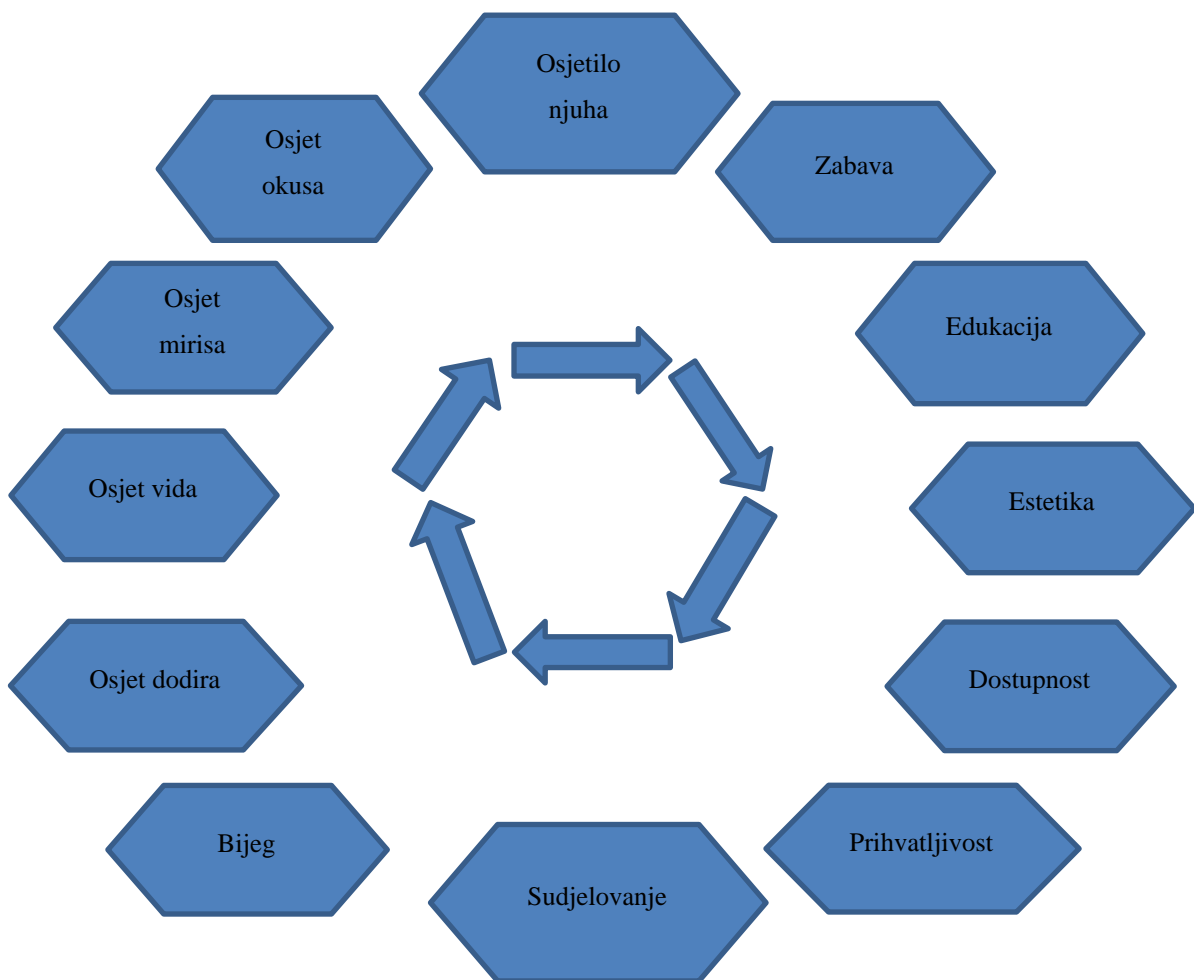 Osjetilo
njuha
Zabava
Edukacija
Estetika
Dostupnost
Prihvatljivost
Sudjelovanje
Bijeg
Osjet dodira
Osjet vida
Osjet
mirisa
Osjet
okusa